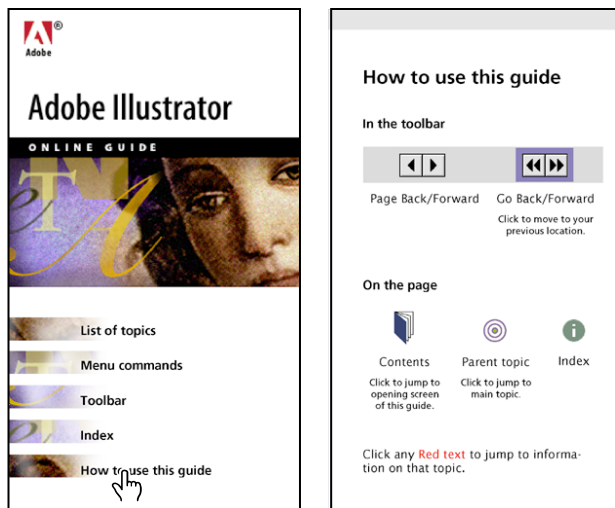 ®
Adobe
Adobe Illustrator
ONLINE GUIDE
List of topics
Menu commands
Toolbar
Index
How to use this guide
How to use this guide
In the toolbar
Page Back/Forward
Go Back/Forward
Click to move to your
previous location.
On the page
Contents
Click to jump to
opening screen
of this guide.
Parent topic
Click to jump to
main topic.
i
Index
Click any Red text to jump to informa-
tion on that topic.